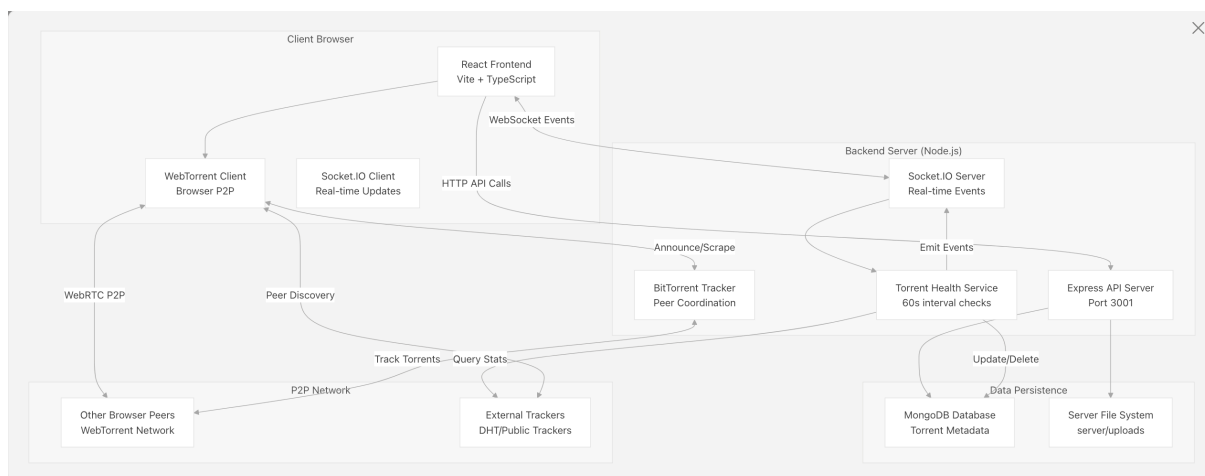 Client Browser
React Frontend
Vite + TypeScript
WebSocket Events
Backend Server (Node.js)
WebTorrent Client
Browser P2P
Socket.IO Client
Real-time Updates
HTTP API Calls
Socket.IO Server
Real-time Events
Announce/Scrape
Emit Events
WebRTC P2P
Peer Discovery
BitTorrent Tracker
Peer Coordination
Torrent Health Service
60s interval checks
Express API Server
Port 3001
Track Torrents
Query Stats
Update/Delete
P2P Network
Data Persistence
Other Browser Peers
WebTorrent Network
External Trackers
DHT/Public Trackers
MongoDB Database
Torrent Metadata
Server File System
server/uploads